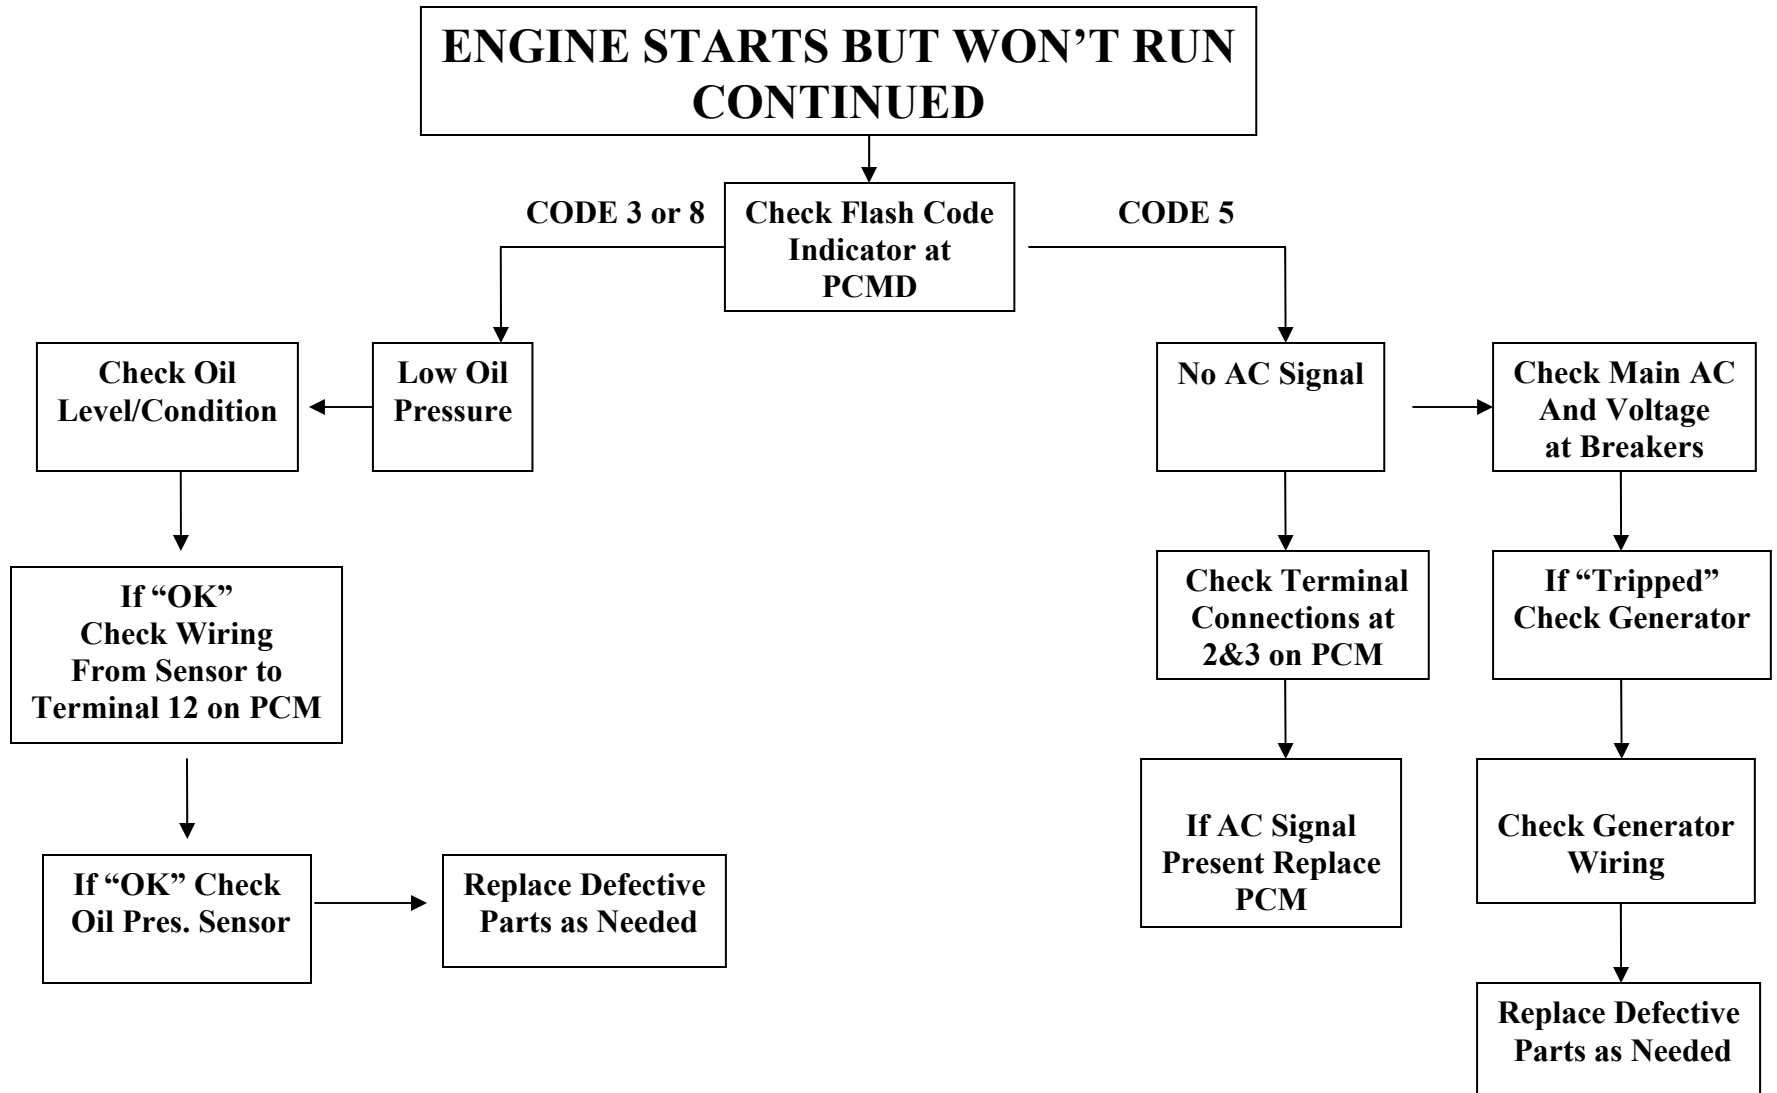 ENGINE STARTS BUT WON’T RUN
CONTINUED
CODE 3 or 8
Check Flash Code
Indicator at
PCMD
CODE 5
Check Oil
Level/Condition
Low Oil
Pressure
No AC Signal
Check Main AC
And Voltage
at Breakers
If “OK”
Check Wiring
From Sensor to
Terminal 12 on PCM
Check Terminal
Connections at
2&3 on PCM
If “Tripped”
Check Generator
If “OK” Check
Oil Pres. Sensor
Replace Defective
Parts as Needed
If AC Signal
Present Replace
PCM
Check Generator
Wiring
Replace Defective
Parts as Needed